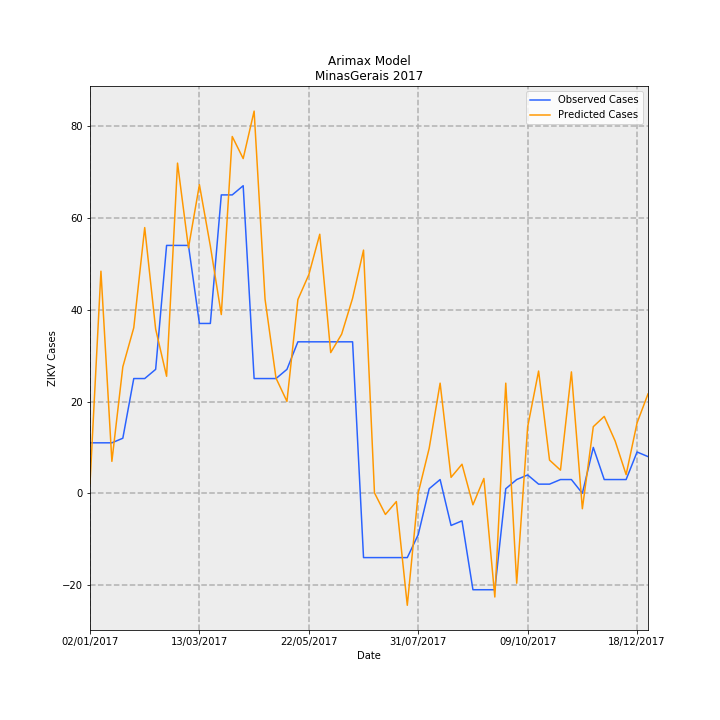 Arimax Model
MinasGerais 2017
Observed Cases
Predicted Cases
ZIKV Cases
80
60
40
20
0
−20
02/01/2017
13/03/2017
22/05/2017
31/07/2017
09/10/2017
18/12/2017
Date